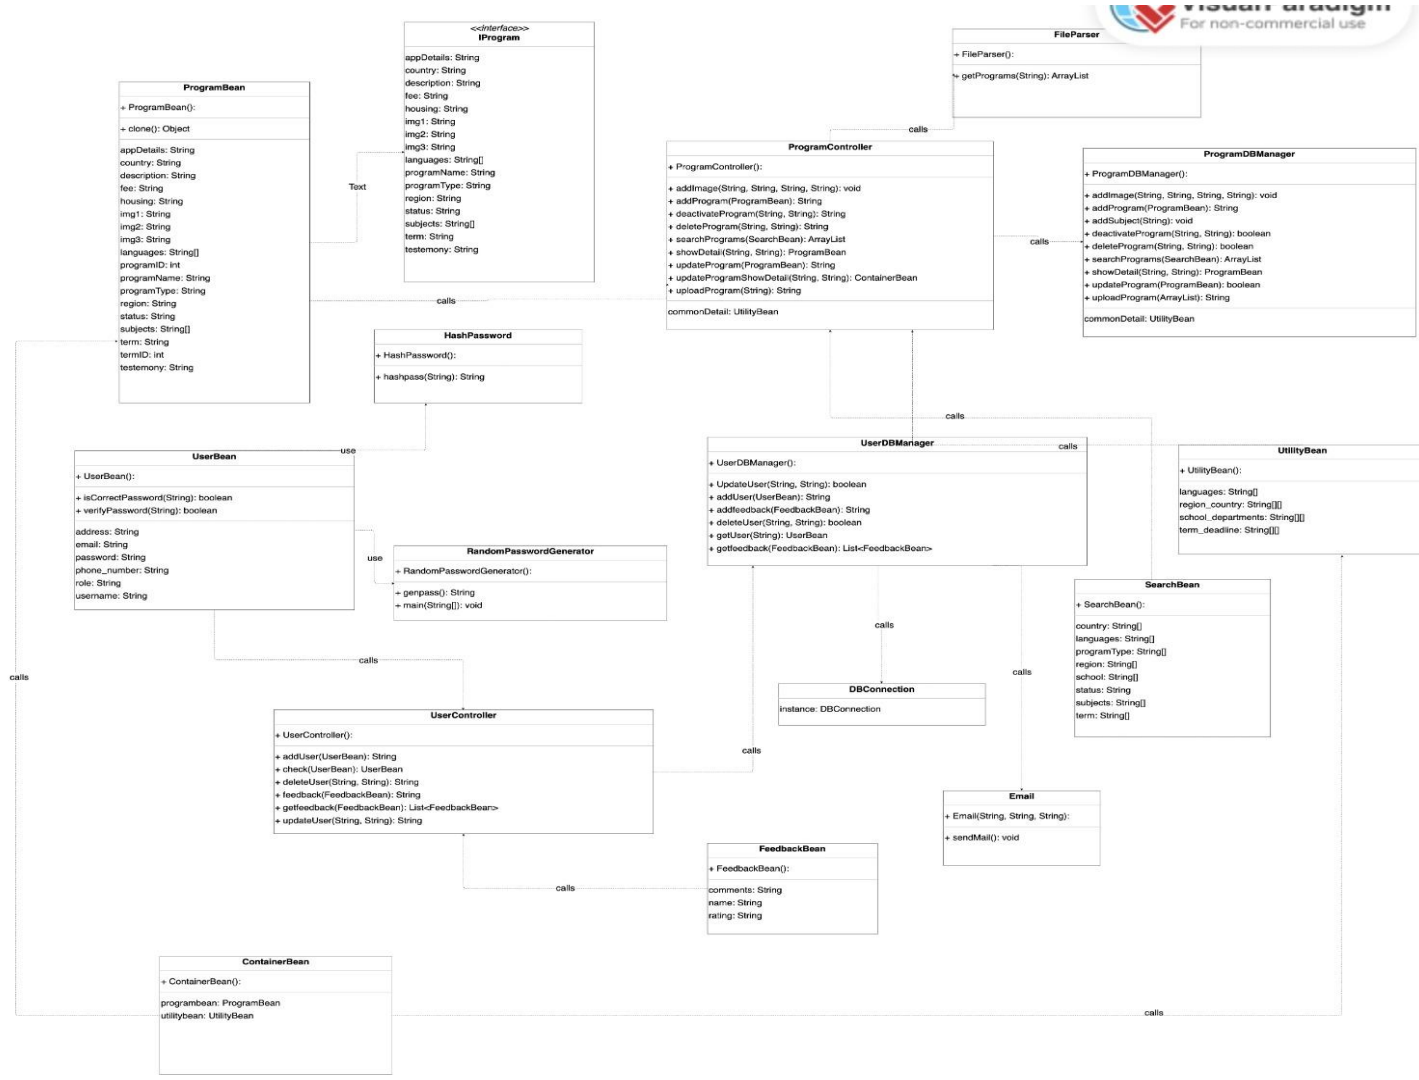 Visual Paradigm
For non-commercial use
<<Interface>>
IProgram
appDetails: String
country: String
description: String
fee: String
housing: String
img1: String
img2: String
img3: String
languages: String[]
programName: String
programType: String
region: String
status: String
subjects: String[]
term: String
testemony: String
FileParser
+ FileParser():
+ getPrograms(String): ArrayList
calls
ProgramBean
+ ProgramBean():
+ clone(): Object
appDetails: String
country: String
description: String
fee: String
housing: String
img1: String
img2: String
img3: String
languages: String[]
programID: int
programName: String
programType: String
region: String
status: String
subjects: String[]
term: String
termID: int
testemony: String
Text
calls
ProgramController
+ ProgramController():
+ addImage(String, String, String, String): void
+ addProgram(ProgramBean): String
+ deactivateProgram(String, String): String
+ deleteProgram(String, String): String
+ searchPrograms(SearchBean): ArrayList
+ showDetail(String, String): ProgramBean
+ updateProgram(ProgramBean): String
+ updateProgramShowDetail(String, String): ContainerBean
+ uploadProgram(String): String
commonDetail: UtilityBean
calls
ProgramDBManager
+ ProgramDBManager():
+ addImage(String, String, String, String): void
+ addProgram(ProgramBean): String
+ addSubject(String): void
+ deactivateProgram(String, String): boolean
+ deleteProgram(String, String): boolean
+ searchPrograms(SearchBean): ArrayList
+ showDetail(String, String): ProgramBean
+ updateProgram(ProgramBean): boolean
+ uploadProgram(ArrayList): String
commonDetail: UtilityBean
HashPassword
+ HashPassword():
+ hashpass(String): String
use
calls
UserBean
+ UserBean():
+ isCorrectPassword(String): boolean
+ verifyPassword(String): boolean
address: String
email: String
password: String
phone_number: String
role: String
username: String
use
RandomPasswordGenerator
+ RandomPasswordGenerator():
+ genpass(): String
+ main(String[]): void
UserDBManager
+ UserDBManager():
+ UpdateUser(String, String): boolean
+ addUser(UserBean): String
+ addfeedback(FeedbackBean): String
+ deleteUser(String, String): boolean
+ getUser(String): UserBean
+ getfeedback(FeedbackBean): List<FeedbackBean>
calls
UtilityBean
+ UtilityBean():
languages: String[]
region_country: String[][]
school_departments: String[][]
term_deadline: String[][]
SearchBean
+ SearchBean():
country: String[]
languages: String[]
programType: String[]
region: String[]
school: String[]
status: String
subjects: String[]
term: String[]
calls
calls
calls
calls
DBConnection
instance: DBConnection
UserController
+ UserController():
+ addUser(UserBean): String
+ check(UserBean): UserBean
+ deleteUser(String, String): String
+ feedback(FeedbackBean): String
+ getfeedback(FeedbackBean): List<FeedbackBean>
+ updateUser(String, String): String
calls
Email
+ Email(String, String, String):
+ sendMail(): void
FeedbackBean
+ FeedbackBean():
comments: String
name: String
rating: String
calls
ContainerBean
+ ContainerBean():
programbean: ProgramBean
utilitybean: UtilityBean
calls